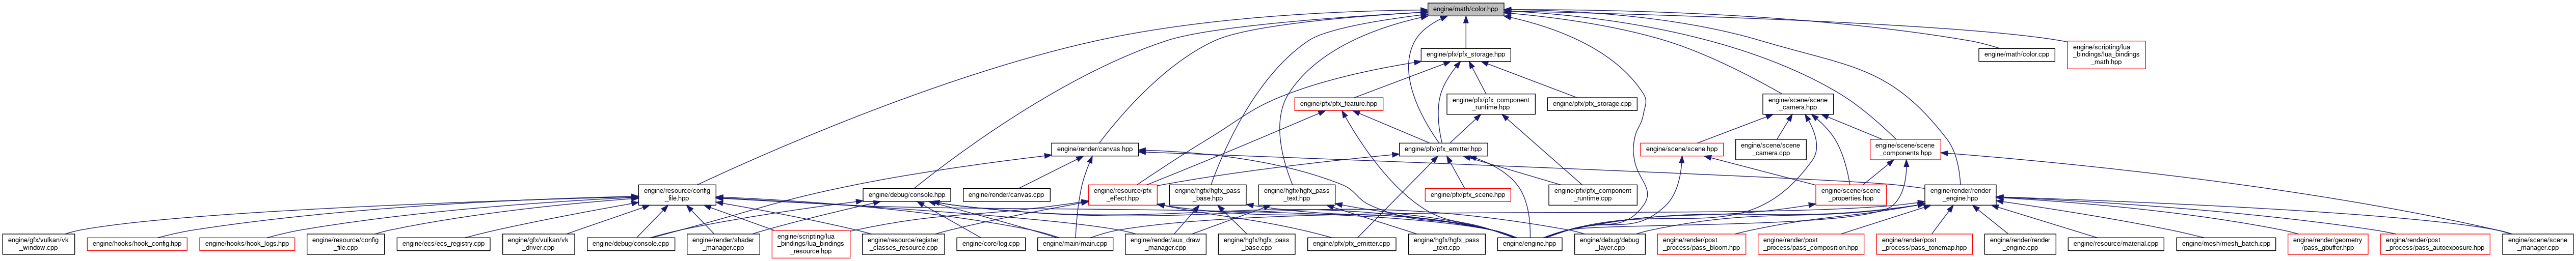 engine/math/color.hpp
engine/pfx/pfx_storage.hpp
engine/math/color.cpp
engine/scripting/lua
_bindings/lua_bindings
_math.hpp
engine/pfx/pfx_feature.hpp
engine/pfx/pfx_component
_runtime.hpp
engine/pfx/pfx_storage.cpp
engine/scene/scene
_camera.hpp
engine/render/canvas.hpp
engine/pfx/pfx_emitter.hpp
engine/scene/scene.hpp
engine/scene/scene
_camera.cpp
engine/scene/scene
_components.hpp
engine/resource/config
_file.hpp
engine/debug/console.hpp
engine/render/canvas.cpp
engine/resource/pfx
_effect.hpp
engine/hgfx/hgfx_pass
_base.hpp
engine/hgfx/hgfx_pass
_text.hpp
engine/pfx/pfx_scene.hpp
engine/pfx/pfx_component
_runtime.cpp
engine/scene/scene
_properties.hpp
engine/render/render
_engine.hpp
engine/gfx/vulkan/vk
_window.cpp
engine/hooks/hook_config.hpp
engine/hooks/hook_logs.hpp
engine/resource/config
_file.cpp
engine/ecs/ecs_registry.cpp
engine/gfx/vulkan/vk
_driver.cpp
engine/debug/console.cpp
engine/render/shader
_manager.cpp
engine/scripting/lua
_bindings/lua_bindings
_resource.hpp
engine/resource/register
_classes_resource.cpp
engine/core/log.cpp
engine/main/main.cpp
engine/render/aux_draw
_manager.cpp
engine/hgfx/hgfx_pass
_base.cpp
engine/pfx/pfx_emitter.cpp
engine/hgfx/hgfx_pass
_text.cpp
engine/engine.hpp
engine/debug/debug
_layer.cpp
engine/render/post
_process/pass_bloom.hpp
engine/render/post
_process/pass_composition.hpp
engine/render/post
_process/pass_tonemap.hpp
engine/render/render
_engine.cpp
engine/resource/material.cpp
engine/mesh/mesh_batch.cpp
engine/render/geometry
/pass_gbuffer.hpp
engine/render/post
_process/pass_autoexposure.hpp
engine/scene/scene
_manager.cpp